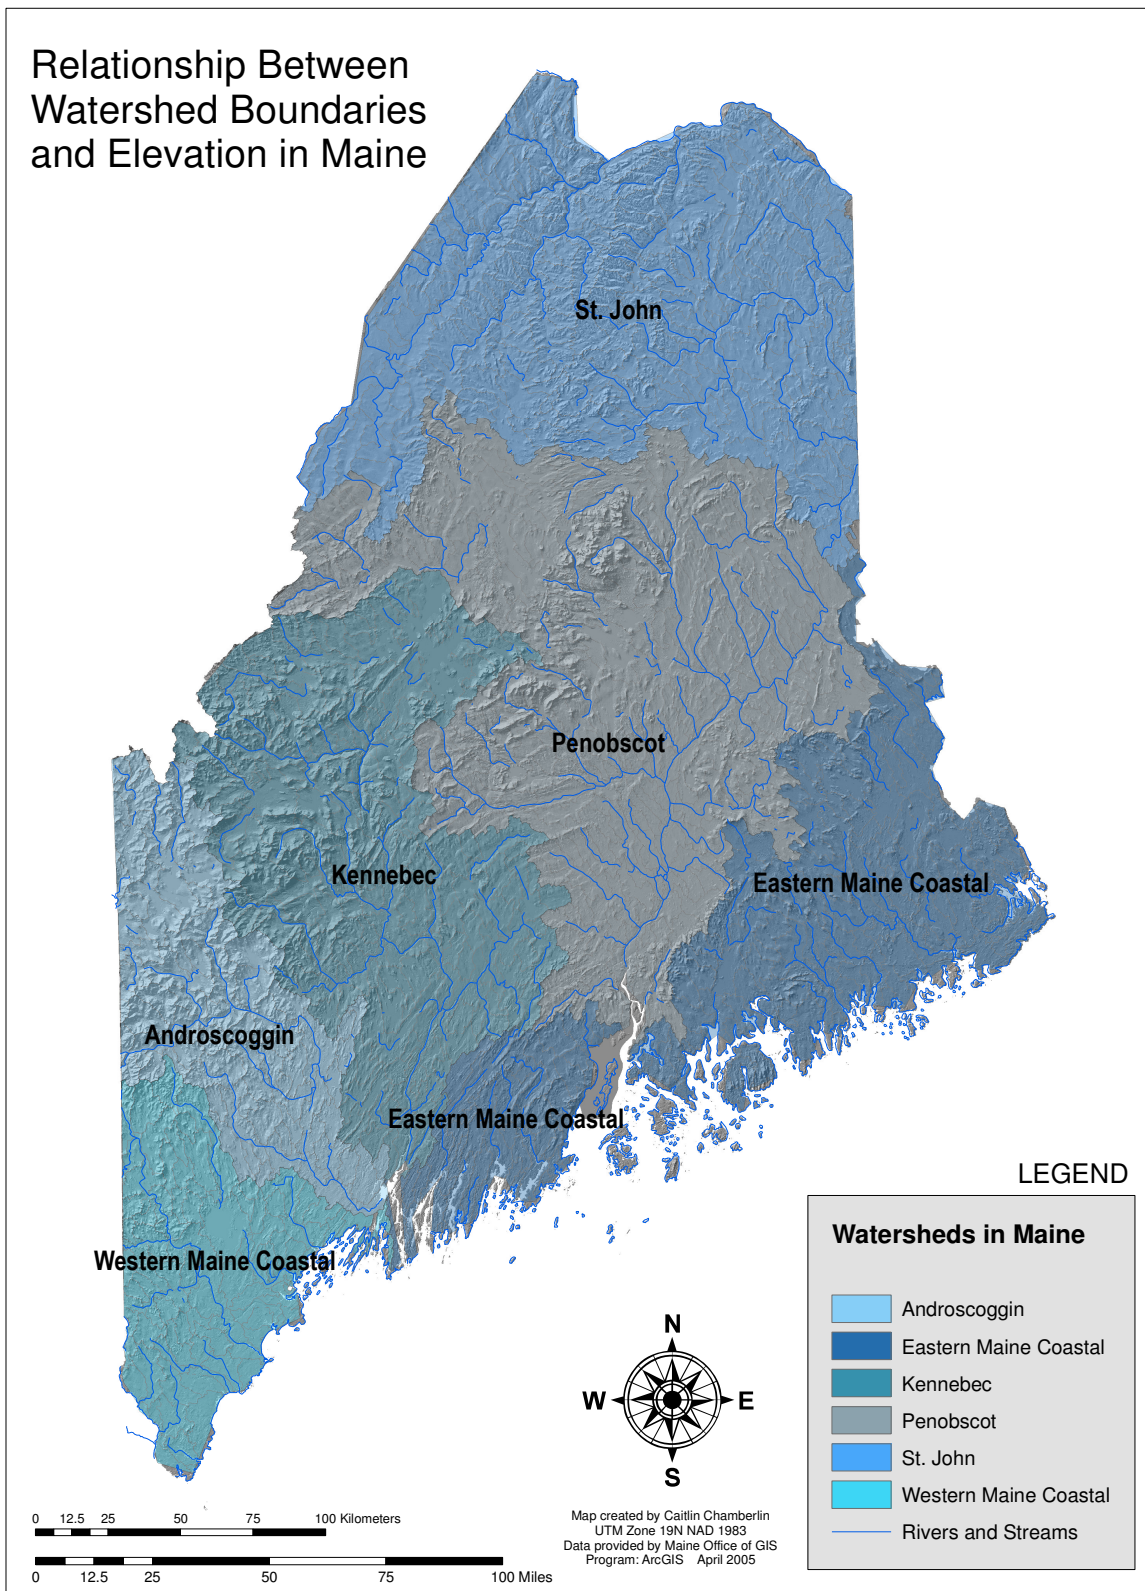 Relationship Between
Watershed Boundaries
and Elevation in Maine
St. John
Penobscot
Kennebec
Eastern Maine Coastal
Androscoggin
Eastern Maine Coastal
Western Maine Coastal
LEGEND
Watersheds in Maine
Androscoggin
Eastern Maine Coastal
Kennebec
Penobscot
St. John
Western Maine Coastal
Rivers and Streams
N
W E
S
0 12.5 25 50 75 100 Kilometers
0 12.5 25 50 75 100 Miles
Map created by Caitlin Chamberlin
UTM Zone 19N NAD 1983
Data provided by Maine Office of GIS
Program: ArcGIS April 2005